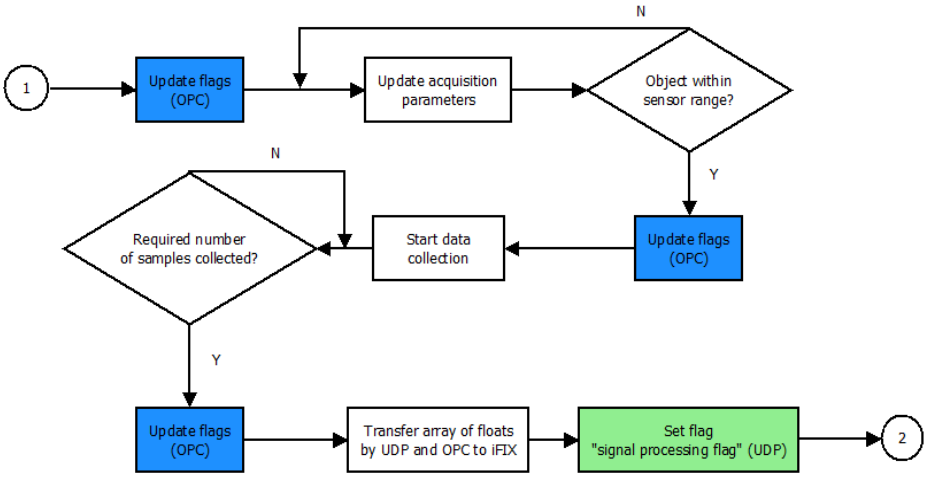 N
1
Update flags
(OPC)
Update acquisition
parameters
Object within
sensor range?
Y
N
Required number
of samples collected?
Start data
collection
Update flags
(OPC)
Y
Update flags
(OPC)
Transfer array of floats
by UDP and OPC to iFIX
Set flag
"signal processing flag" (UDP)
2